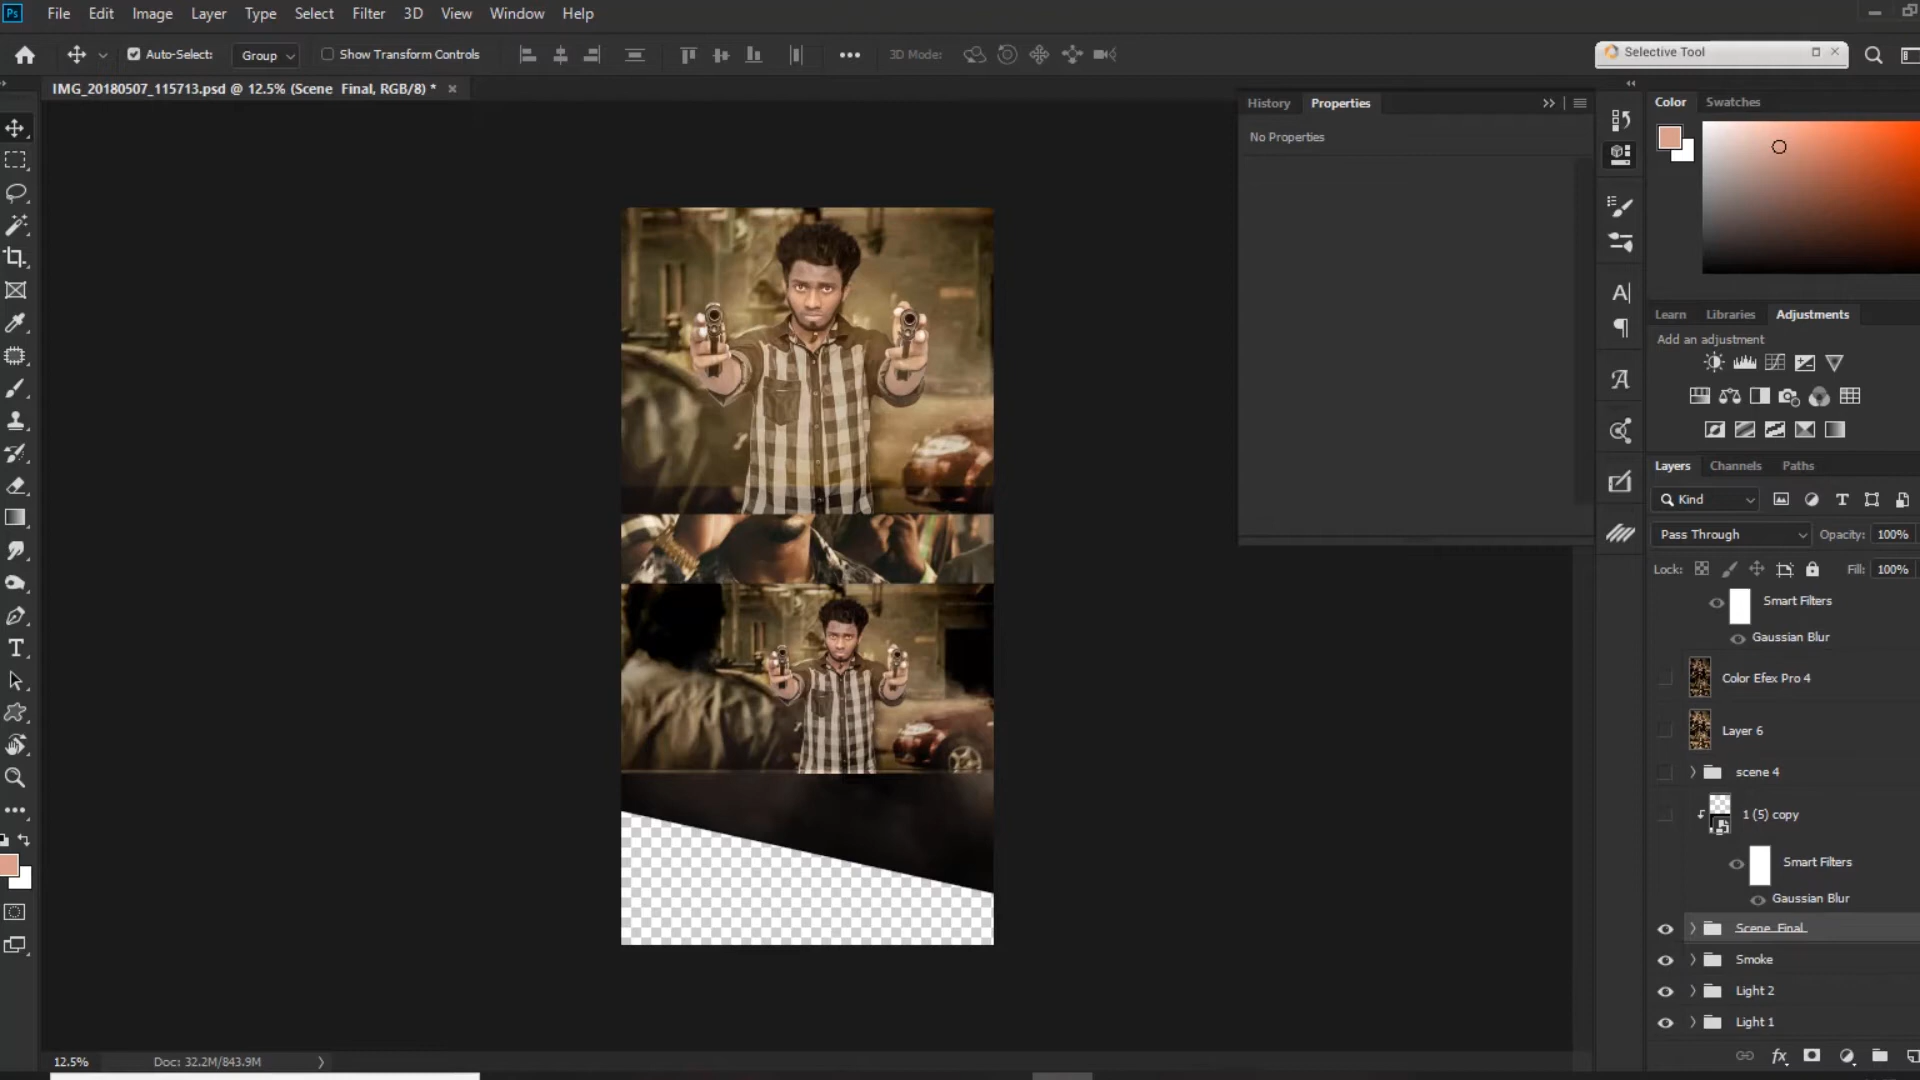 Ps File Edit Image Layer Type Select Filter 3D View Window Help
Auto-Select: Group Show Transform Controls 3D Mode: Selective Tool
IMG_20180507_115713.psd @ 12.5% (Scene Final, RGB/8) *
History Properties
No Properties
Color Swatches
Learn Libraries Adjustments
Add an adjustment
Layers Channels Paths
Kind
Pass Through Opacity: 100%
Lock: Fill: 100%
Smart Filters
Gaussian Blur
Color Efex Pro 4
Layer 6
scene 4
1 (5) copy
Smart Filters
Gaussian Blur
Scene Final
Smoke
Light 2
Light 1
12.5% Doc: 32.2M/843.9M